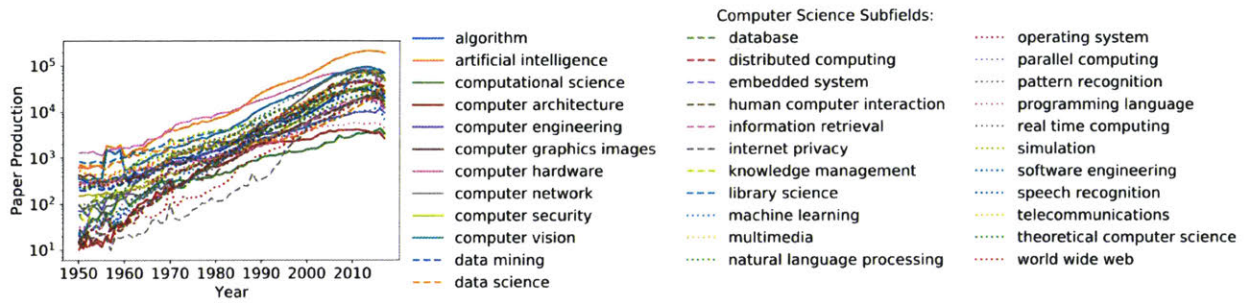 Computer Science Subfields:
Paper Production
10^5
10^4
10^3
10^2
10^1
1950 1960 1970 1980 1990 2000 2010
Year
algorithm
artificial intelligence
computational science
computer architecture
computer engineering
computer graphics images
computer hardware
computer network
computer security
computer vision
data mining
data science
database
distributed computing
embedded system
human computer interaction
information retrieval
internet privacy
knowledge management
library science
machine learning
multimedia
natural language processing
operating system
parallel computing
pattern recognition
programming language
real time computing
simulation
software engineering
speech recognition
telecommunications
theoretical computer science
world wide web